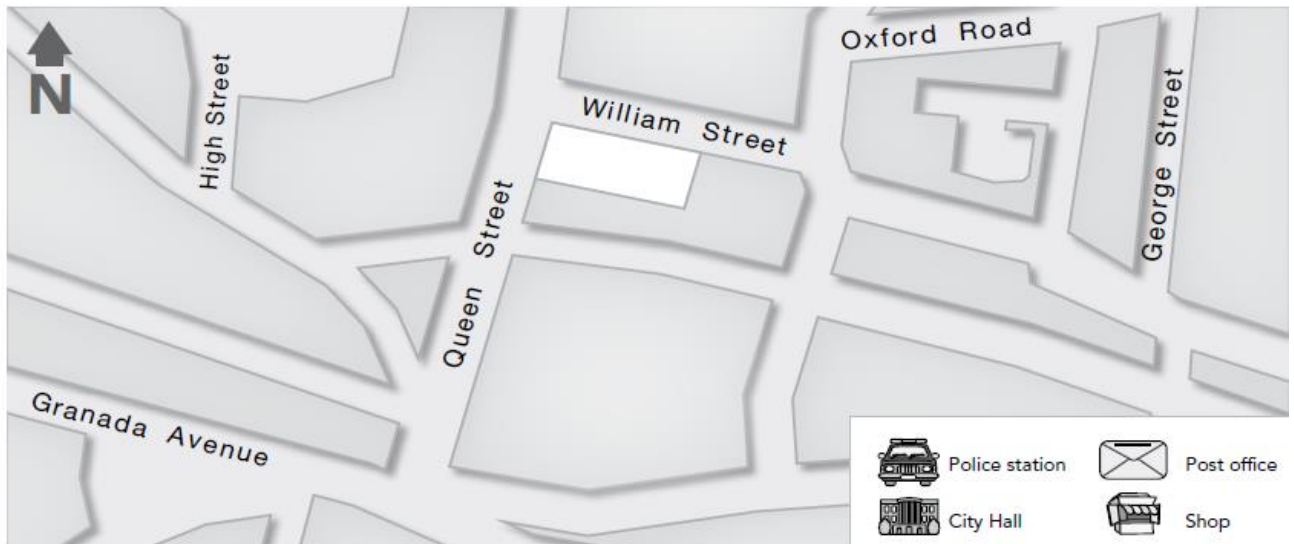 N
Oxford Road
William Street
High Street
George Street
Queen Street
Granada Avenue
Police station
Post office
City Hall
Shop